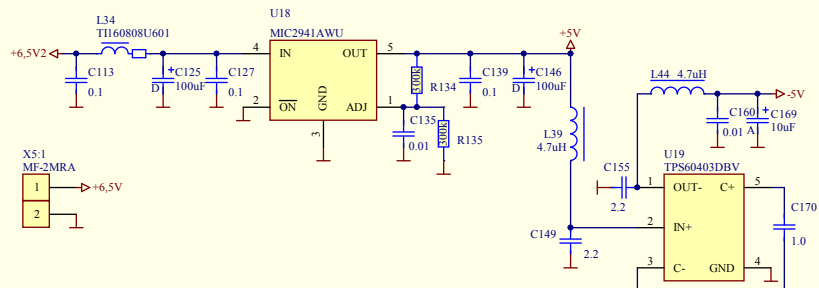 L34
TI160808U601
+6,5V2
C113
0.1
C125
100uF
D
C127
0.1
U18
MIC2941AWU
4
IN
OUT
5
2
ON
GND
ADJ
1
3
300k
R134
C135
0.01
300k
R135
C139
0.1
C146
100uF
D
+5V
L39
4.7uH
L44 4.7uH
-5V
C160
0.01
A
C169
10uF
X5:1
MF-2MRA
1
+6,5V
2
C155
2.2
C149
2.2
U19
TPS60403DBV
1
OUT-
C+
5
2
IN+
3
C-
GND
4
C170
1.0